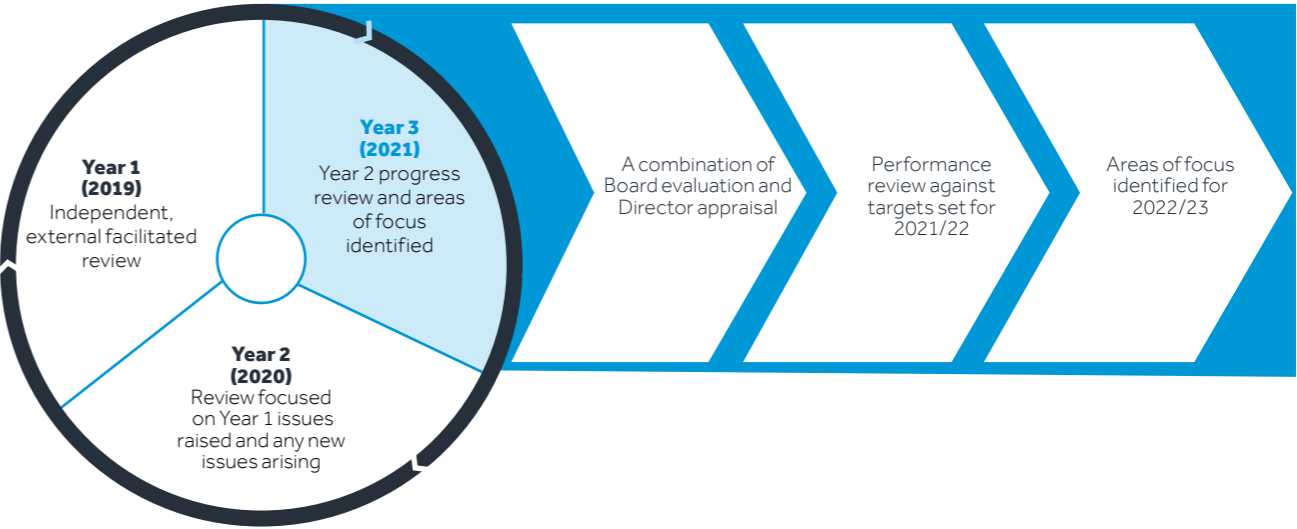 Year 1
(2019)
Independent,
external facilitated
review
Year 2
(2020)
Review focused
on Year 1 issues
raised and any new
issues arising
Year 3
(2021)
Year 2 progress
review and areas
of focus
identified
A combination of
Board evaluation and
Director appraisal
Performance
review against
targets set for
2021/22
Areas of focus
identified for
2022/23